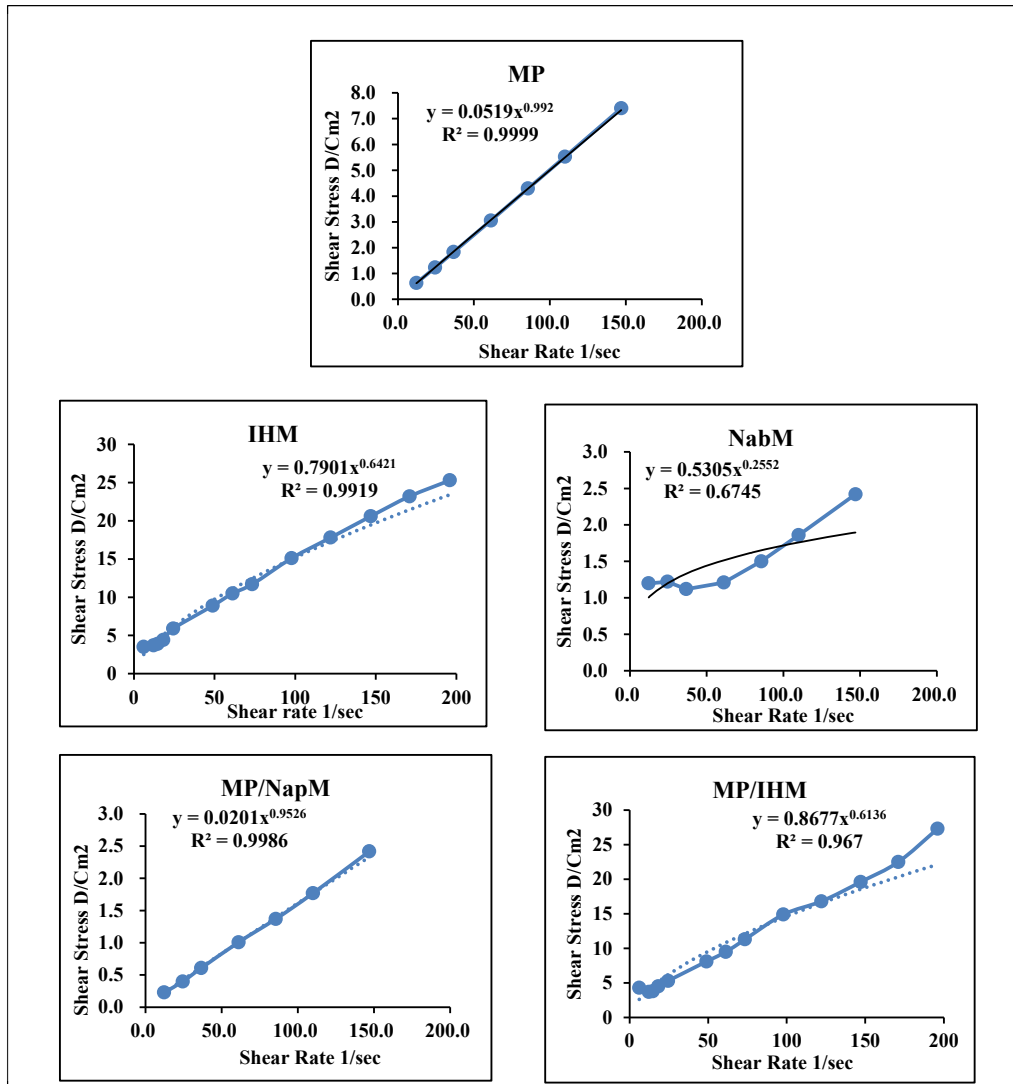 MP
y = 0.0519x^0.992
R² = 0.9999
Shear Stress D/Cm2
8.0
7.0
6.0
5.0
4.0
3.0
2.0
1.0
0.0
0.0 50.0 100.0 150.0 200.0
Shear Rate 1/sec
IHM
y = 0.7901x^0.6421
R² = 0.9919
Shear Stress D/Cm2
30
25
20
15
10
5
0
0 50 100 150 200
Shear rate 1/sec
NabM
y = 0.5305x^0.2552
R² = 0.6745
Shear Stress D/Cm2
3.0
2.5
2.0
1.5
1.0
0.5
0.0
0.0 50.0 100.0 150.0 200.0
Shear Rate 1/sec
MP/NapM
y = 0.0201x^0.9526
R² = 0.9986
Shear Stress D/Cm2
3.0
2.5
2.0
1.5
1.0
0.5
0.0
0.0 50.0 100.0 150.0 200.0
Shear Rate 1/sec
MP/IHM
y = 0.8677x^0.6136
R² = 0.967
Shear Stress D/Cm2
30
25
20
15
10
5
0
0 50 100 150 200
Shear Rate 1/sec